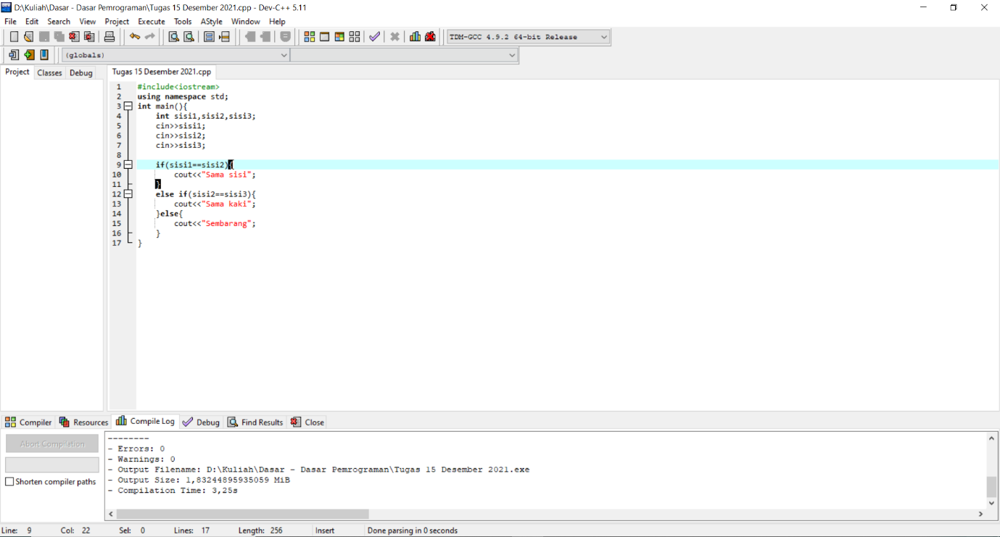 D:\Kuliah\Dasar - Dasar Pemrograman\Tugas 15 Desember 2021.cpp - Dev-C++ 5.11
File Edit Search View Project Execute Tools AStyle Window Help
TDM-GCC 4.9.2 64-bit Release
(globals)
Project Classes Debug Tugas 15 Desember 2021.cpp
1 #include<iostream>
2 using namespace std;
3 int main(){
4 int sisi1,sisi2,sisi3;
5 cin>>sisi1;
6 cin>>sisi2;
7 cin>>sisi3;
8
9 if(sisi1==sisi2){
10 cout<<"Sama sisi";
11 }
12 else if(sisi2==sisi3){
13 cout<<"Sama kaki";
14 }else{
15 cout<<"Sembarang";
16 }
17 }
Compiler Resources Compile Log Debug Find Results Close
Abort Compilation
Shorten compiler paths
--------
- Errors: 0
- Warnings: 0
- Output Filename: D:\Kuliah\Dasar - Dasar Pemrograman\Tugas 15 Desember 2021.exe
- Output Size: 1,83244895935059 MiB
- Compilation Time: 3,25s
Line: 9 Col: 22 Sel: 0 Lines: 17 Length: 256 Insert Done parsing in 0 seconds